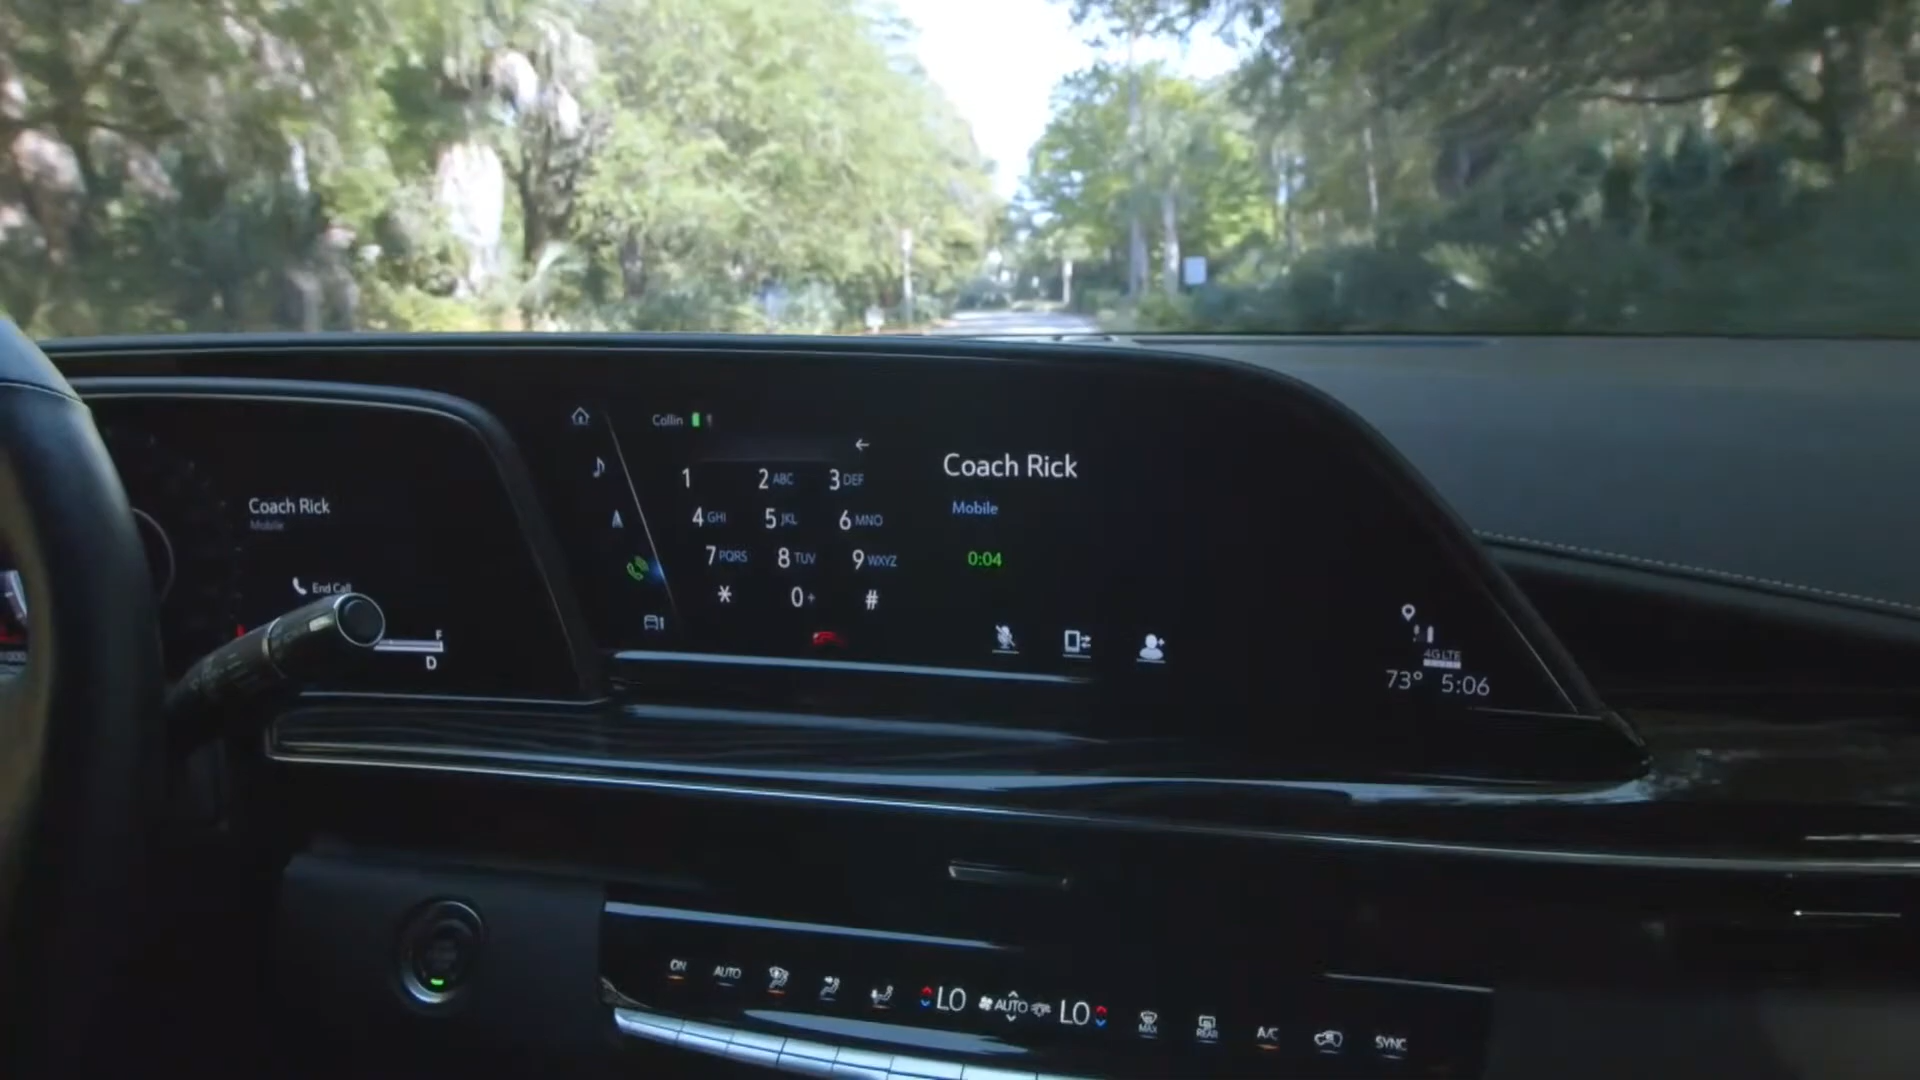 Coach Rick
Mobile
End Call
F
D
Collin
1
2 ABC
3 DEF
4 GHI
5 JKL
6 MNO
7 PQRS
8 TUV
9 WXYZ
*
0 +
#
Coach Rick
Mobile
0:04
4G LTE
73° 5:06
ON
AUTO
LO
AUTO
LO
MAX
REAR
A/C
SYNC